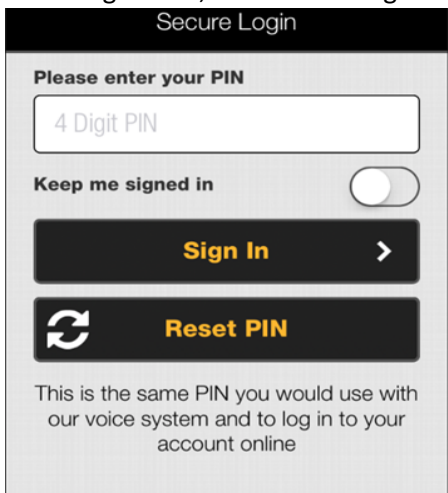 Secure Login
Please enter your PIN
4 Digit PIN
Keep me signed in
Sign In
Reset PIN
This is the same PIN you would use with
our voice system and to log in to your
account online